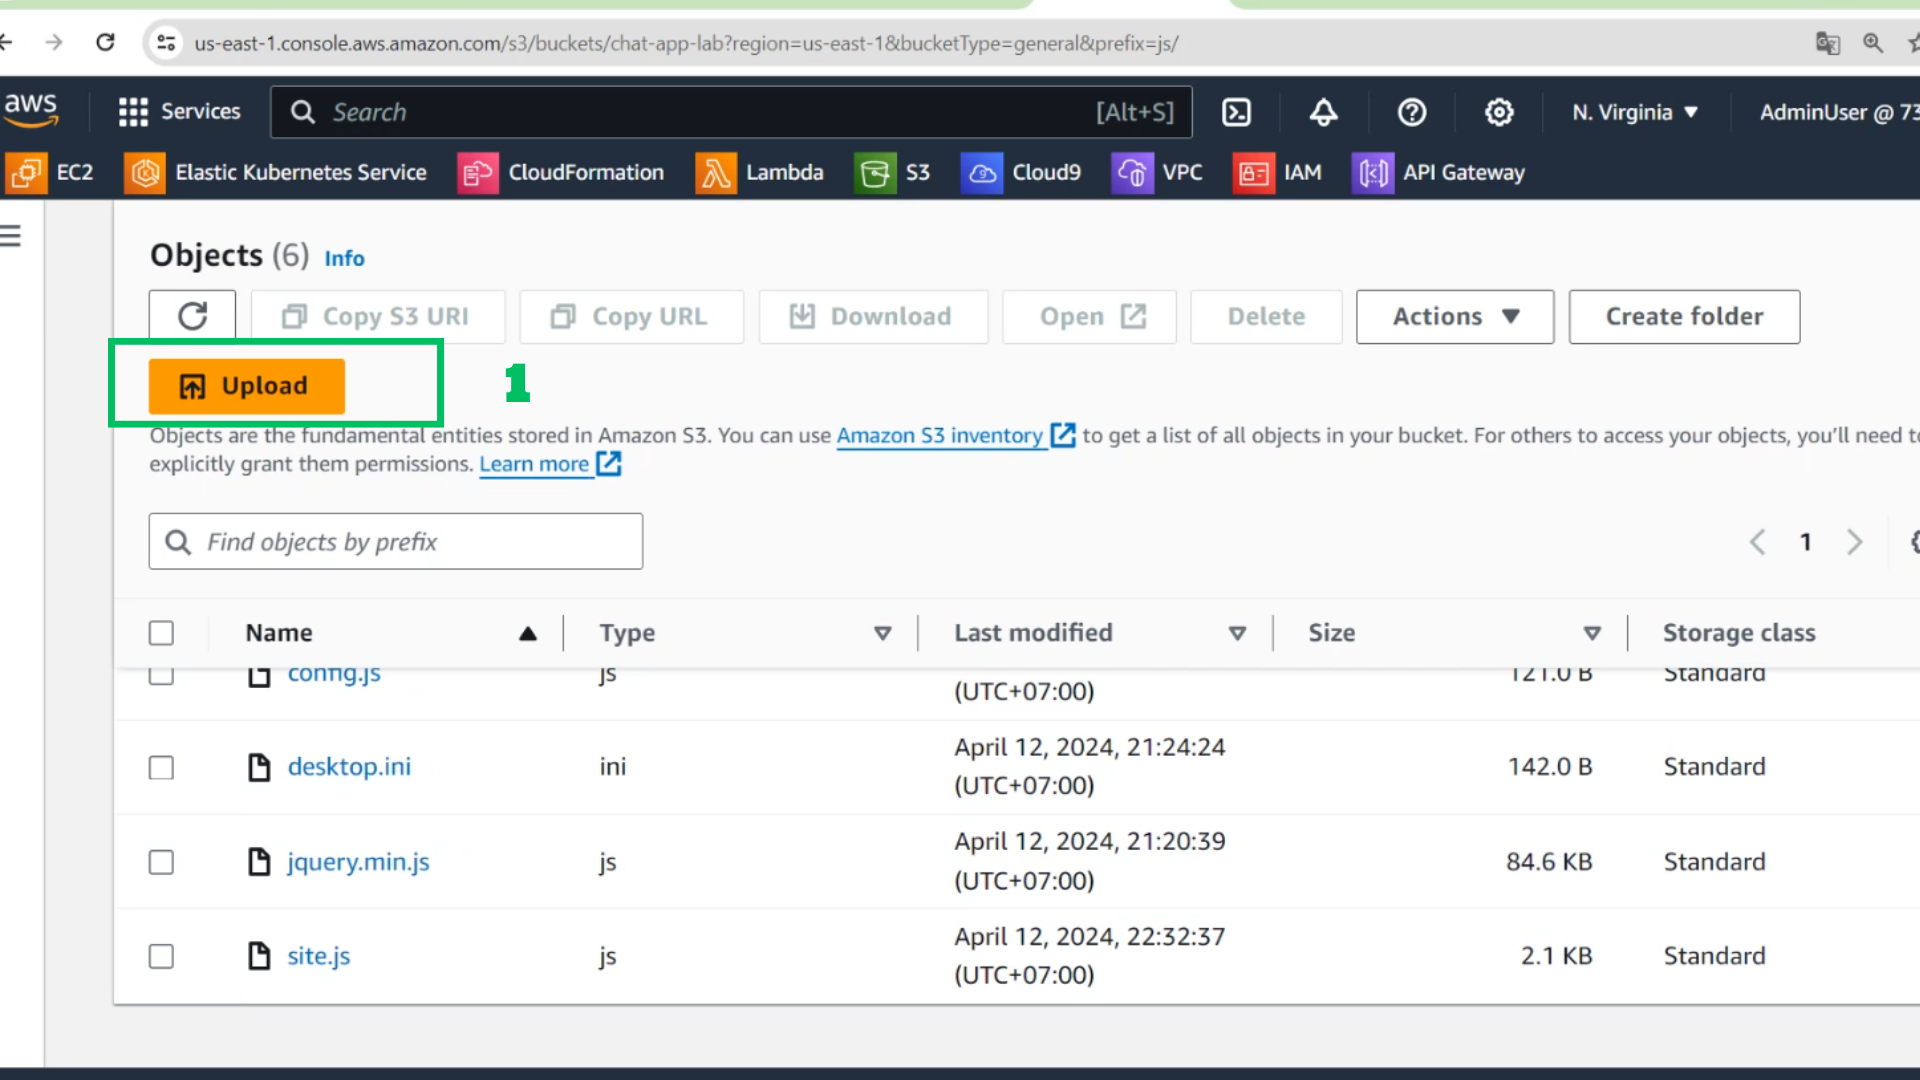 us-east-1.console.aws.amazon.com/s3/buckets/chat-app-lab?region=us-east-1&bucketType=general&prefix=js/
aws Services Search [Alt+S] N. Virginia ▼ AdminUser @ 73
EC2 Elastic Kubernetes Service CloudFormation Lambda S3 Cloud9 VPC IAM API Gateway
Objects (6) Info
Copy S3 URI Copy URL Download Open Delete Actions ▼ Create folder
Upload 1
Objects are the fundamental entities stored in Amazon S3. You can use Amazon S3 inventory to get a list of all objects in your bucket. For others to access your objects, you'll need to
explicitly grant them permissions. Learn more
Find objects by prefix
1
Name Type Last modified Size Storage class
config.js js (UTC+07:00) 121.0 B Standard
desktop.ini ini April 12, 2024, 21:24:24 (UTC+07:00) 142.0 B Standard
jquery.min.js js April 12, 2024, 21:20:39 (UTC+07:00) 84.6 KB Standard
site.js js April 12, 2024, 22:32:37 (UTC+07:00) 2.1 KB Standard